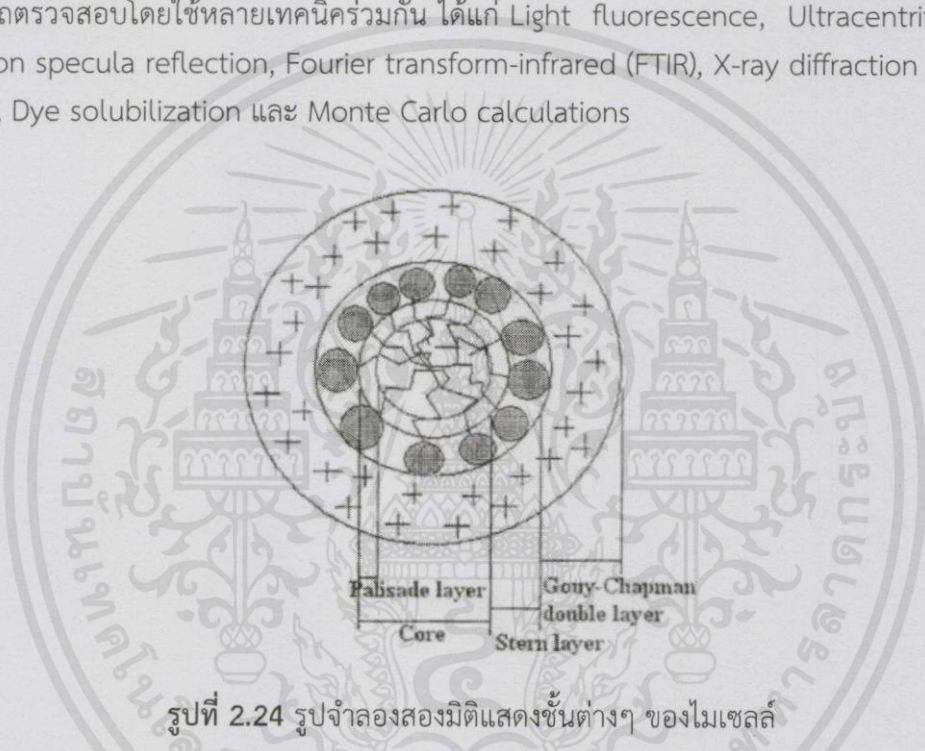 ถตรวจสอบโดยใช้หลายเทคนิคร่วมกัน ได้แก่ Light fluorescence,
on specula reflection, Fourier transform-infrared (FTIR), X-ray diffraction
, Dye solubilization และ Monte Carlo calculations
Palisade layer
Core
Stern layer
Gouy-Chapman
double layer
รูปที่ 2.24 รูปจำลองสองมิติแสดงชั้นต่างๆ ของไมเซลล์